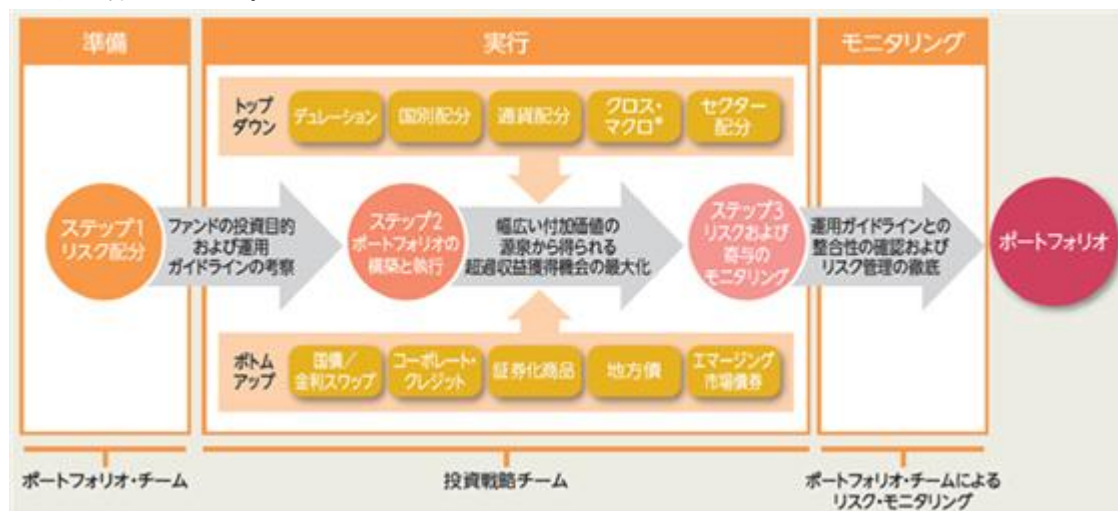 準備
実行
モニタリング
トップ
ダウン
デュレーション
国別配分
通貨配分
クロス・
マクロ*
セクター
配分
ステップ1
リスク配分
ファンドの投資目的
および運用
ガイドラインの考察
ステップ2
ポートフォリオの
構築と執行
幅広い付加価値の
源泉から得られる
超過収益獲得機会の最大化
ステップ3
リスクおよび
寄与の
モニタリング
運用ガイドラインとの
整合性の確認および
リスク管理の徹底
ポートフォリオ
ボトム
アップ
国債/
金利スワップ
コーポレート・
クレジット
証券化商品
地方債
エマージング
市場債券
ポートフォリオ・チーム
投資戦略チーム
ポートフォリオ・チームによる
リスク・モニタリング